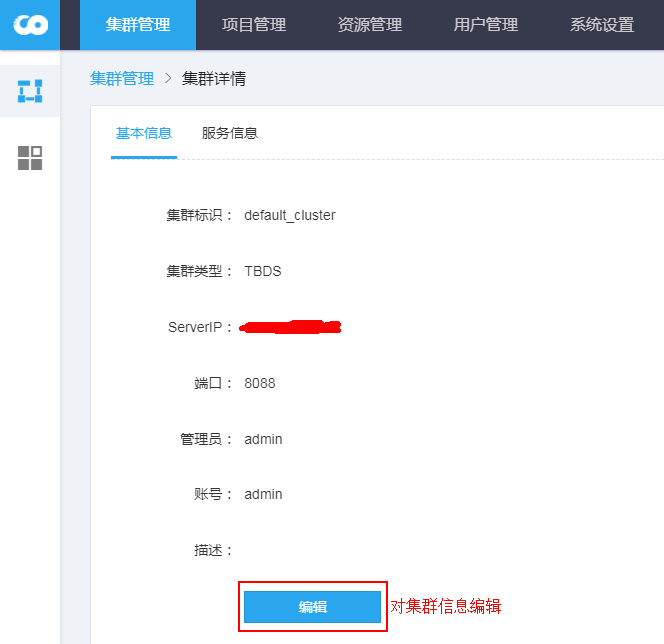 集群管理 项目管理 资源管理 用户管理 系统设置
集群管理 > 集群详情
基本信息 服务信息
集群标识： default_cluster
集群类型： TBDS
ServerIP：
端口： 8088
管理员： admin
账号： admin
描述：
编辑 对集群信息编辑